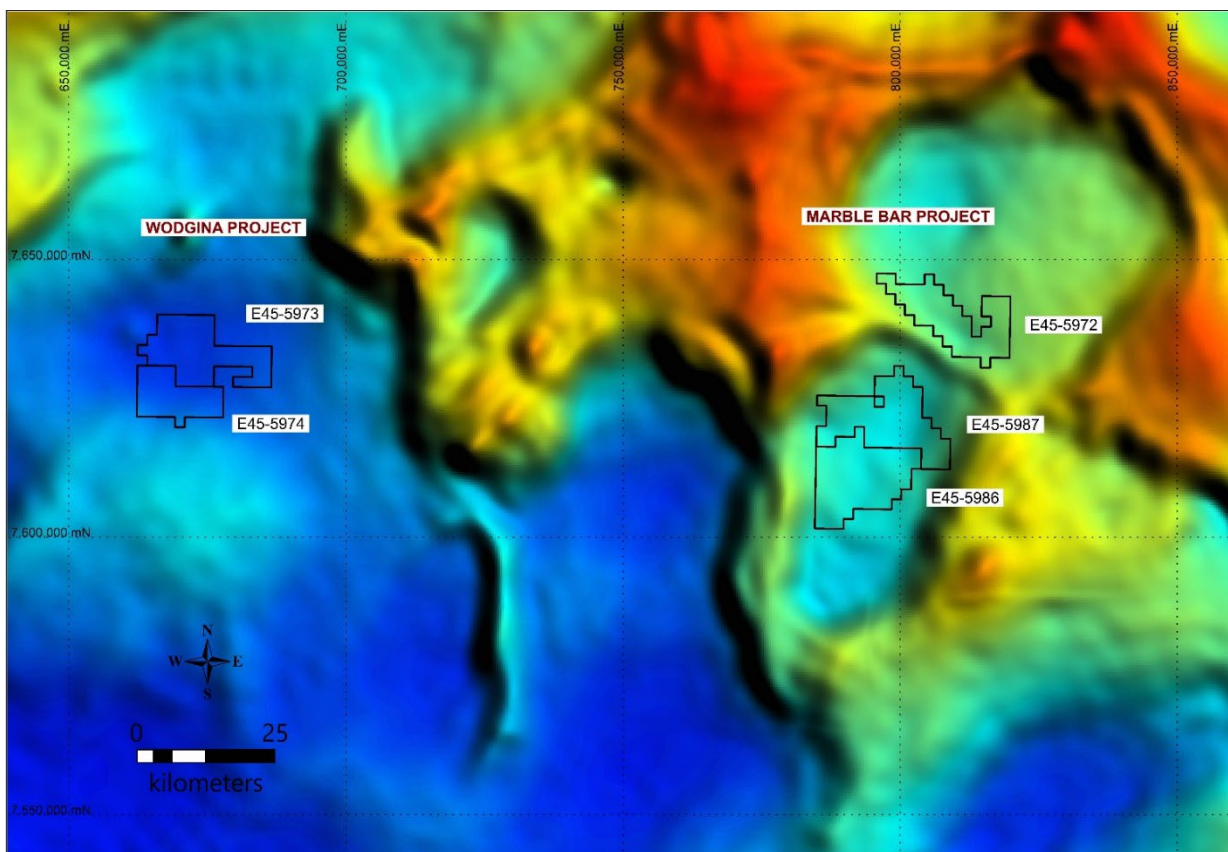 650,000 mE
700,000 mE
750,000 mE
800,000 mE
850,000 mE
WODGINA PROJECT
MARBLE BAR PROJECT
7,650,000 mN
E45-5973
E45-5972
E45-5974
E45-5987
E45-5986
7,600,000 mN
N
W E
S
0 25
kilometers
7,550,000 mN